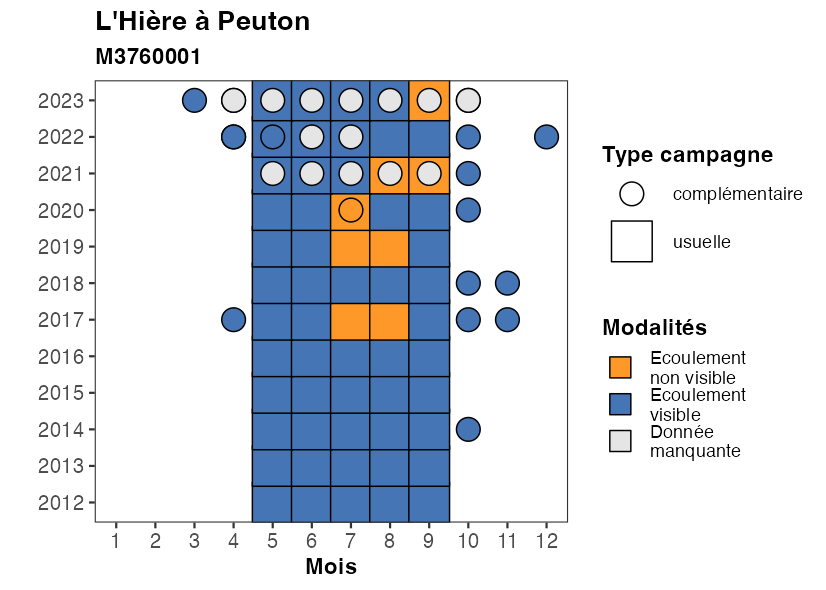 L'Hière à Peuton
M3760001
2023
2022
2021
2020
2019
2018
2017
2016
2015
2014
2013
2012
1 2 3 4 5 6 7 8 9 10 11 12
Mois
Type campagne
complémentaire
usuelle
Modalités
Ecoulement
non visible
Ecoulement
visible
Donnée
manquante